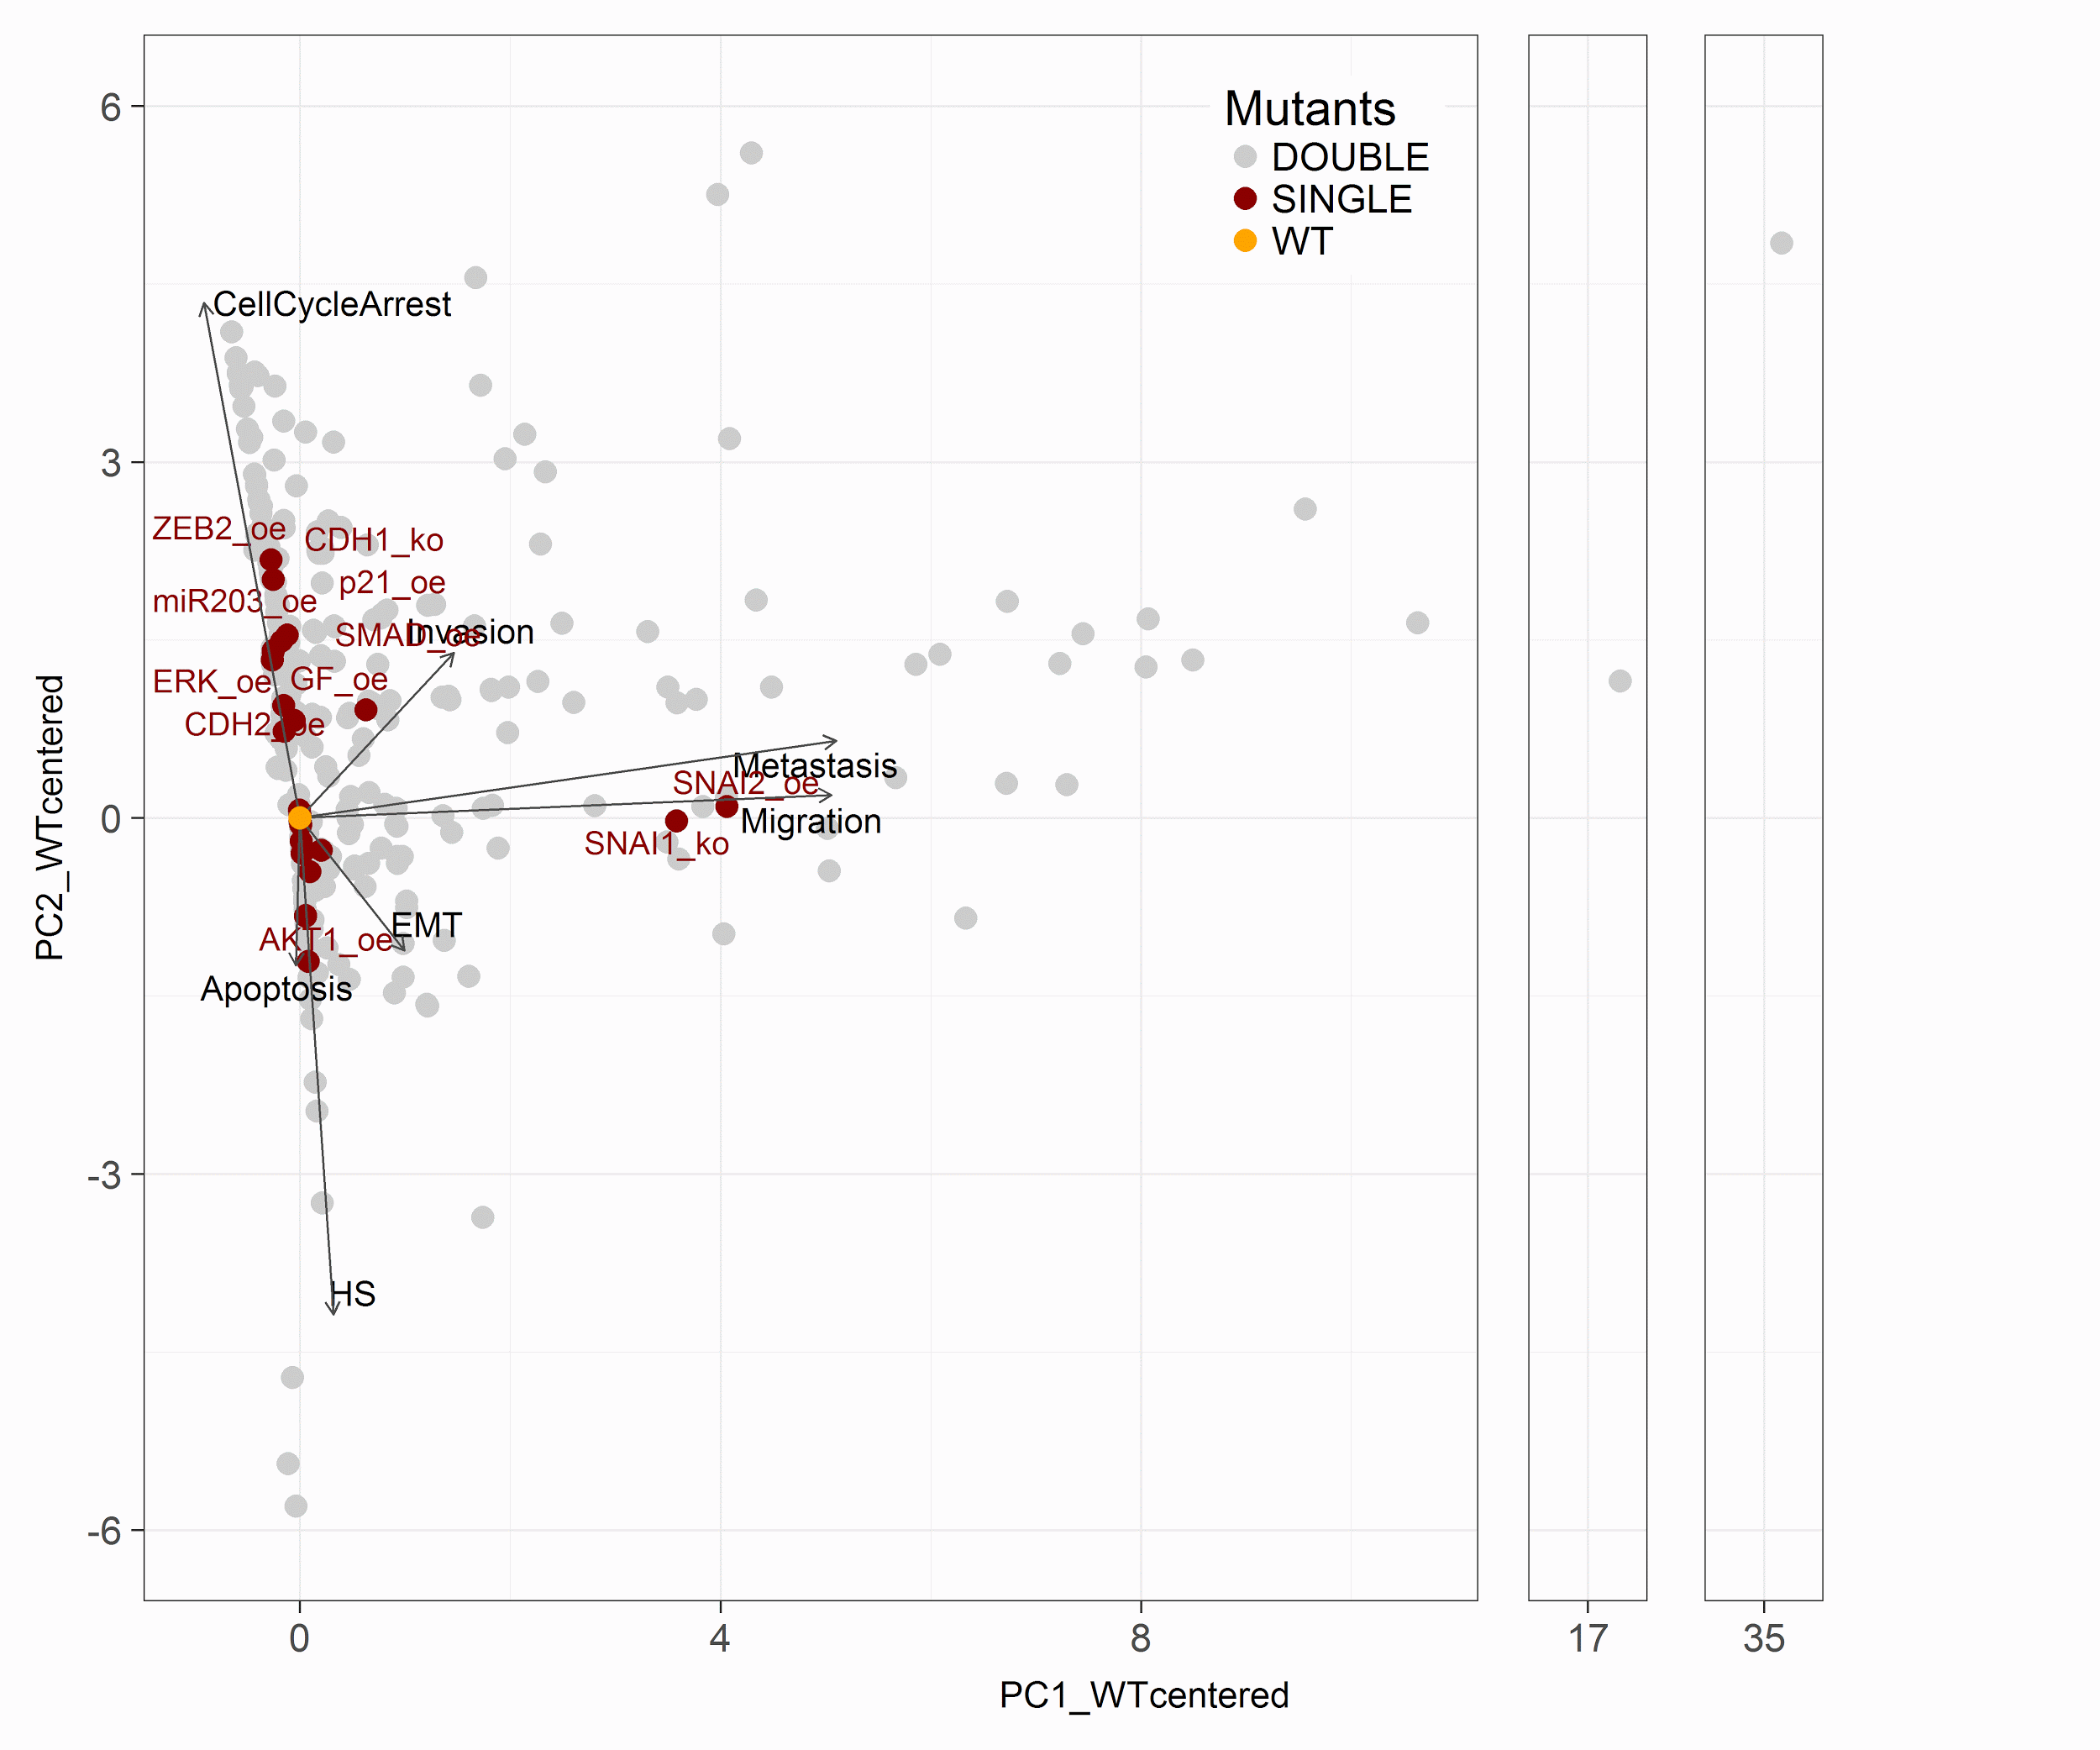 Mutants
DOUBLE
SINGLE
WT
6
3
0
-3
-6
PC2_WTcentered
CellCycleArrest
ZEB2_oe
CDH1_ko
p21_oe
miR203_oe
SMAD_oe
Invasion
ERK_oe
GF_oe
CDH2_oe
Metastasis
SNAI2_oe
Migration
SNAI1_ko
EMT
AKT1_oe
Apoptosis
HS
0 4 8 17 35
PC1_WTcentered